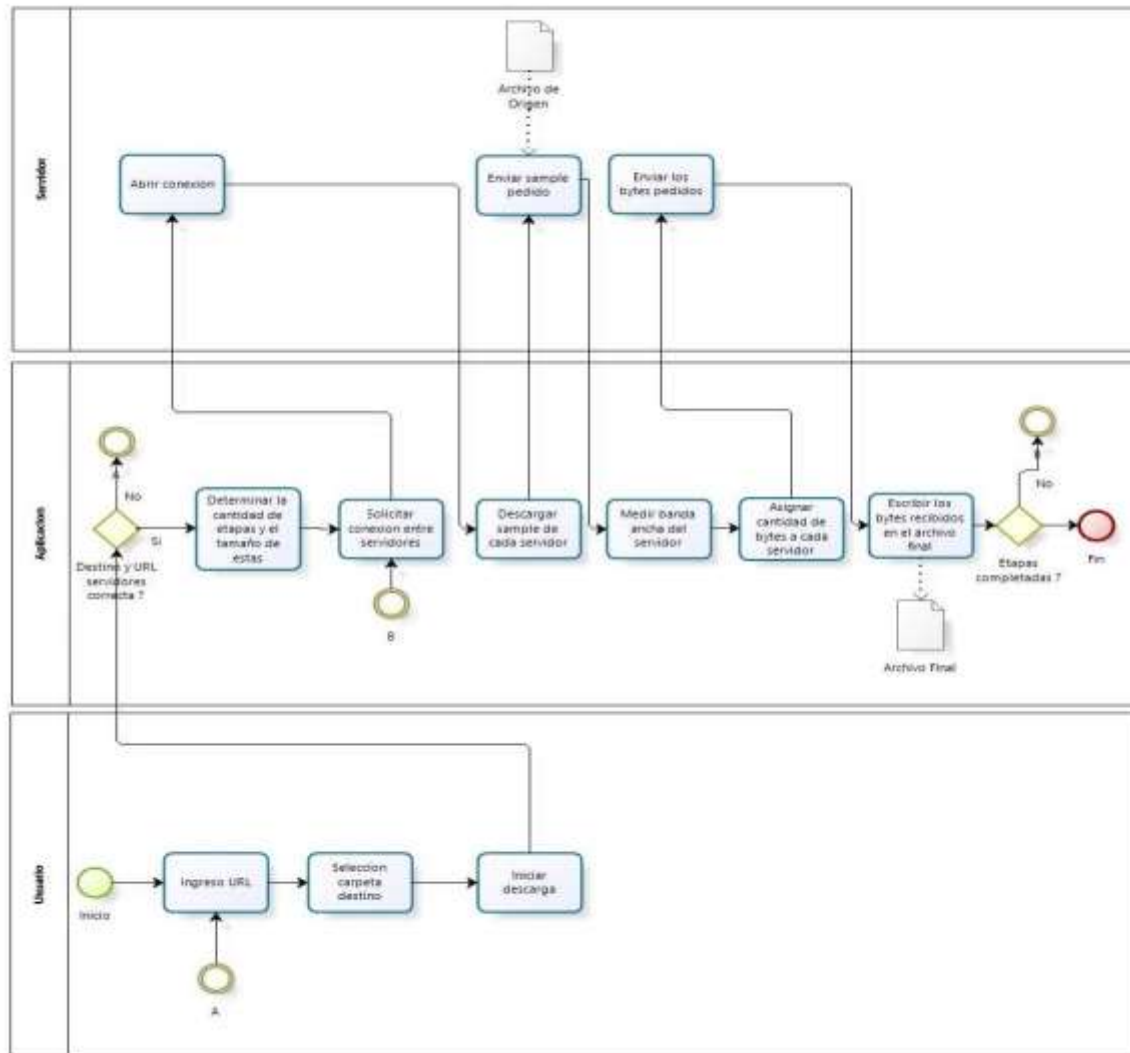 Servidor
Archivo de
Origen
Abrir conexion
Enviar sample
pedido
Enviar los
bytes pedidos
Aplicacion
A
No
Si
Destino y URL
servidores
correcta ?
Determinar la
cantidad de
etapas y el
tamaño de
estas
Solicitar
conexion entre
servidores
B
Descargar
sample de
cada servidor
Medir banda
ancha del
servidor
Asignar
cantidad de
bytes a cada
servidor
Escribir los
bytes recibidos
en el archivo
final
Archivo Final
No
Etapas
completadas ?
Fin
Usuario
Inicio
Ingreso URL
Seleccion
carpeta
destino
Iniciar
descarga
A